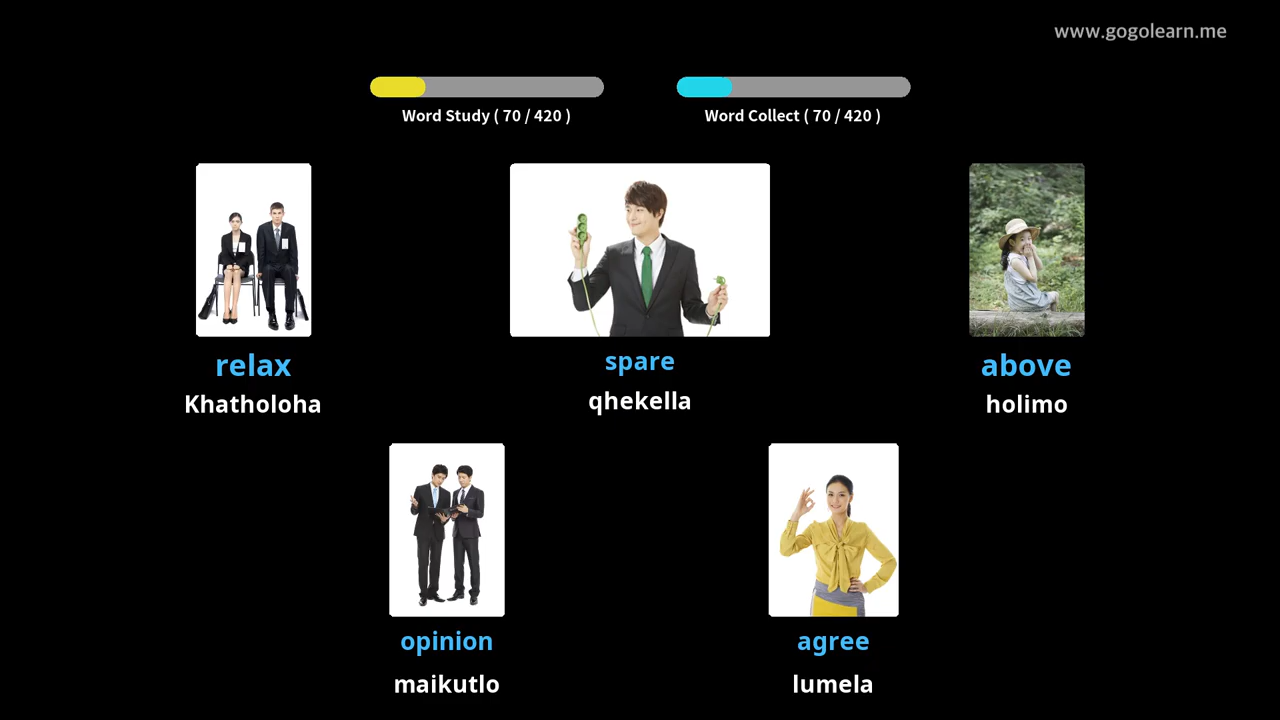 www.gogolearn.me
Word Study ( 70 / 420 )
Word Collect ( 70 / 420 )
relax
Khatholoha
spare
qhekella
above
holimo
opinion
maikutlo
agree
lumela